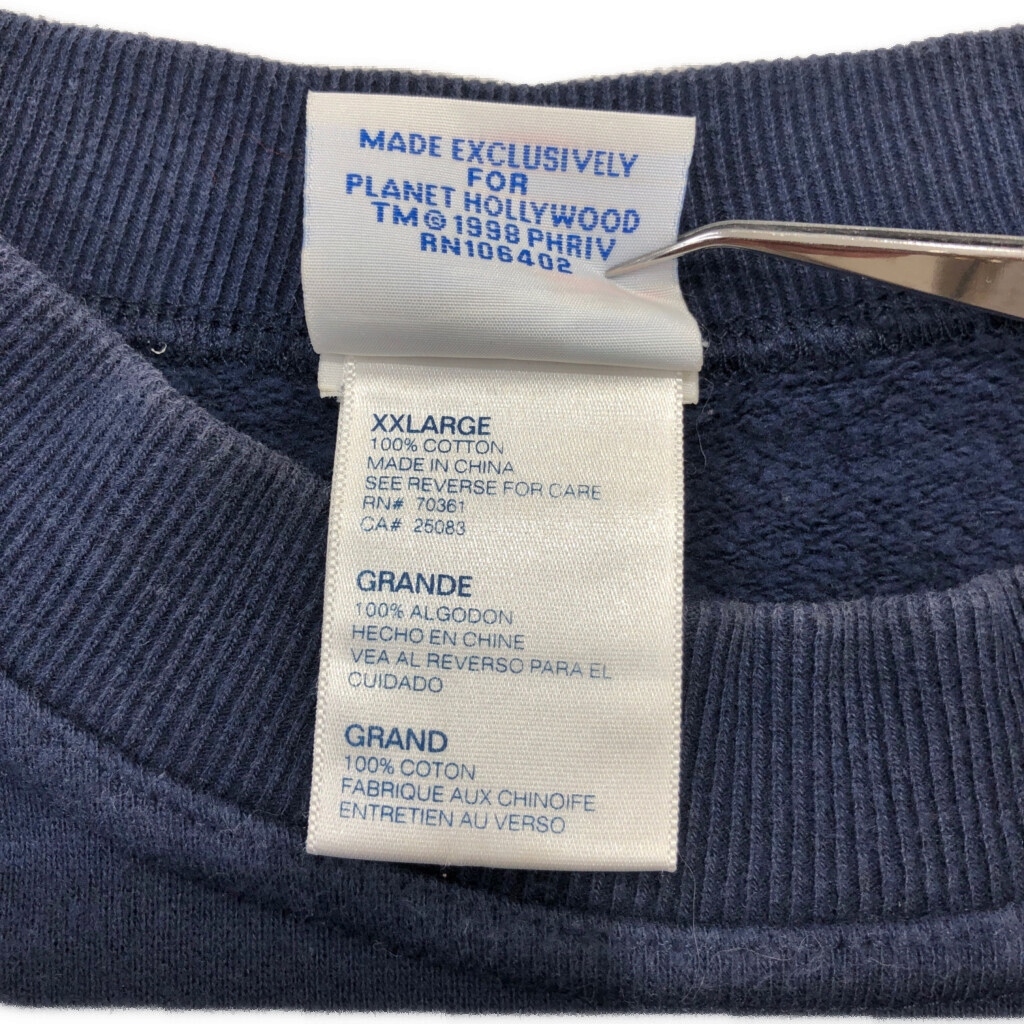 MADE EXCLUSIVELY
FOR
PLANET HOLLYWOOD
TM© 1998 PHRIV
RN106402
XXLARGE
100% COTTON
MADE IN CHINA
SEE REVERSE FOR CARE
RN# 70361
CA# 25083
GRANDE
100% ALGODON
HECHO EN CHINE
VEA AL REVERSO PARA EL
CUIDADO
GRAND
100% COTON
FABRIQUE AUX CHINOIFE
ENTRETIEN AU VERSO